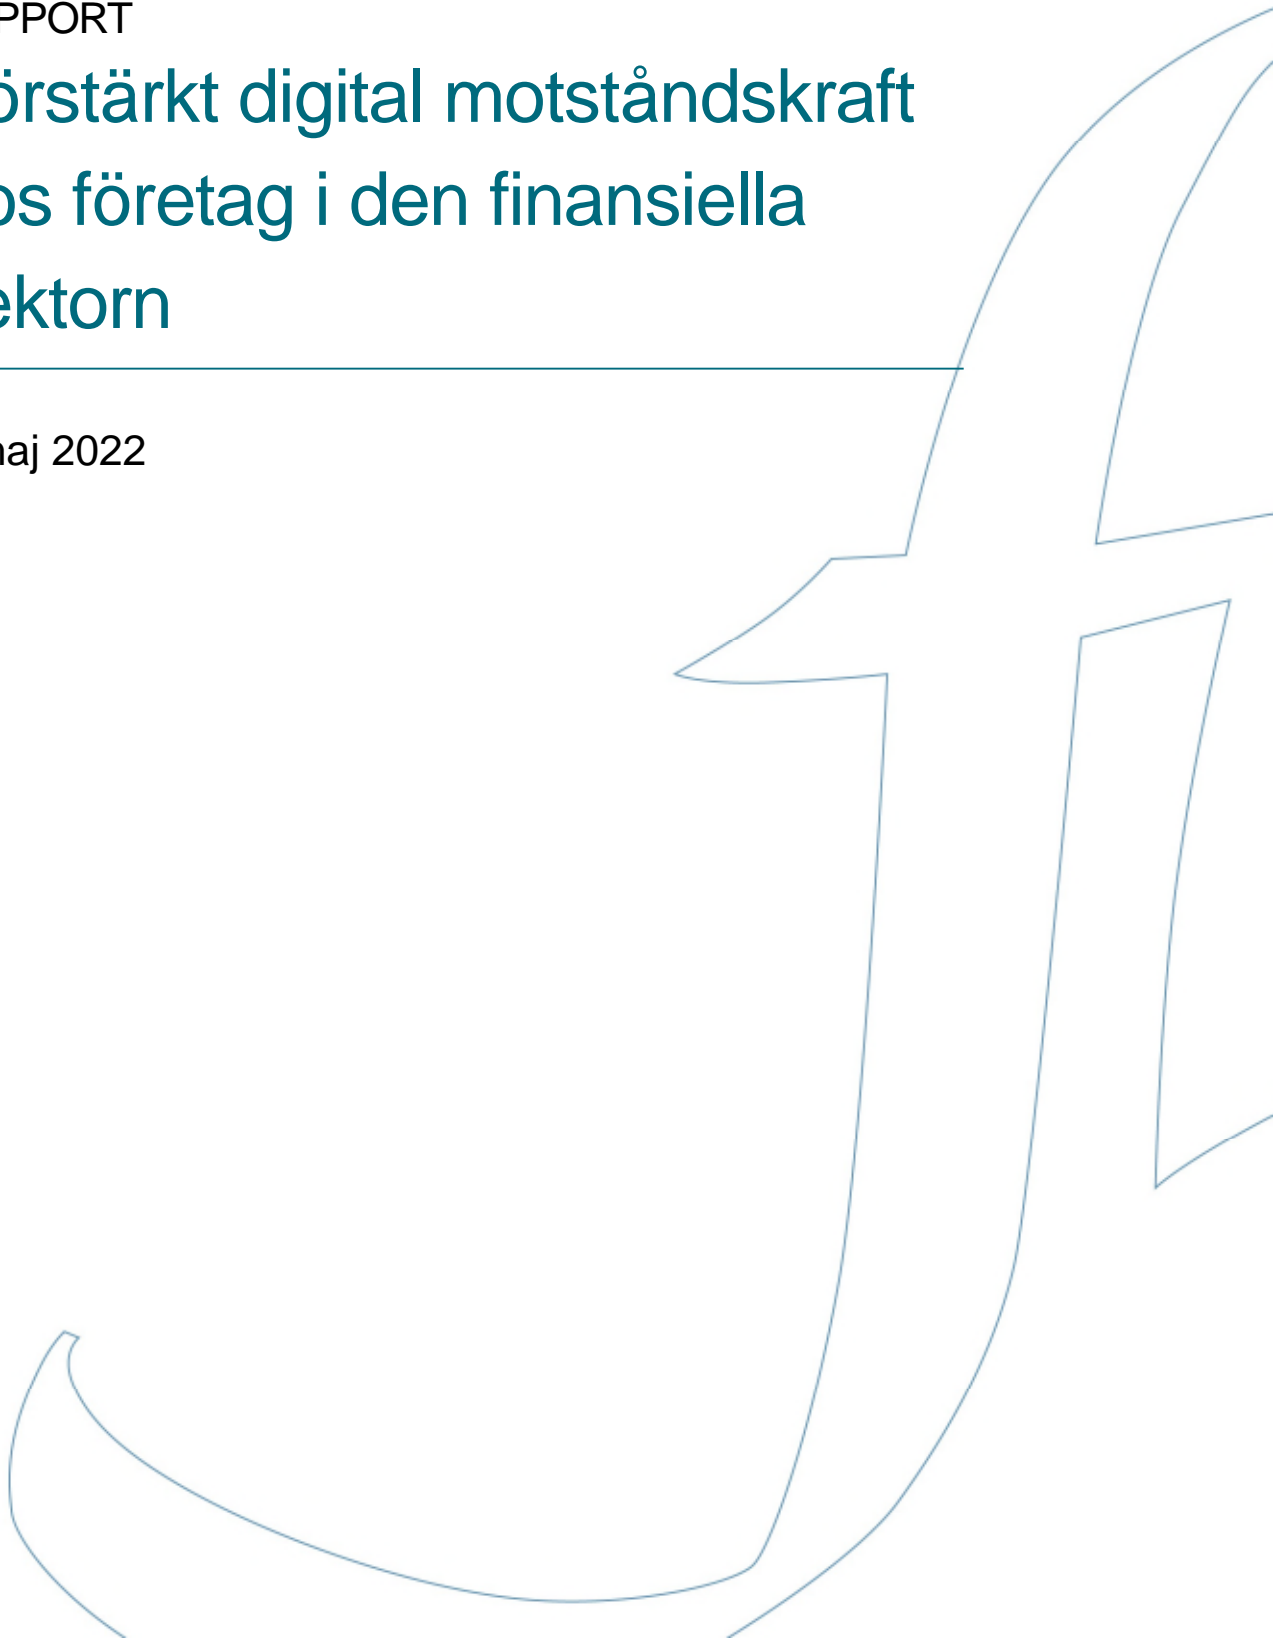 PPORT
örstärkt digital motståndskraft
os företag i den finansiella
ektorn
aj 2022